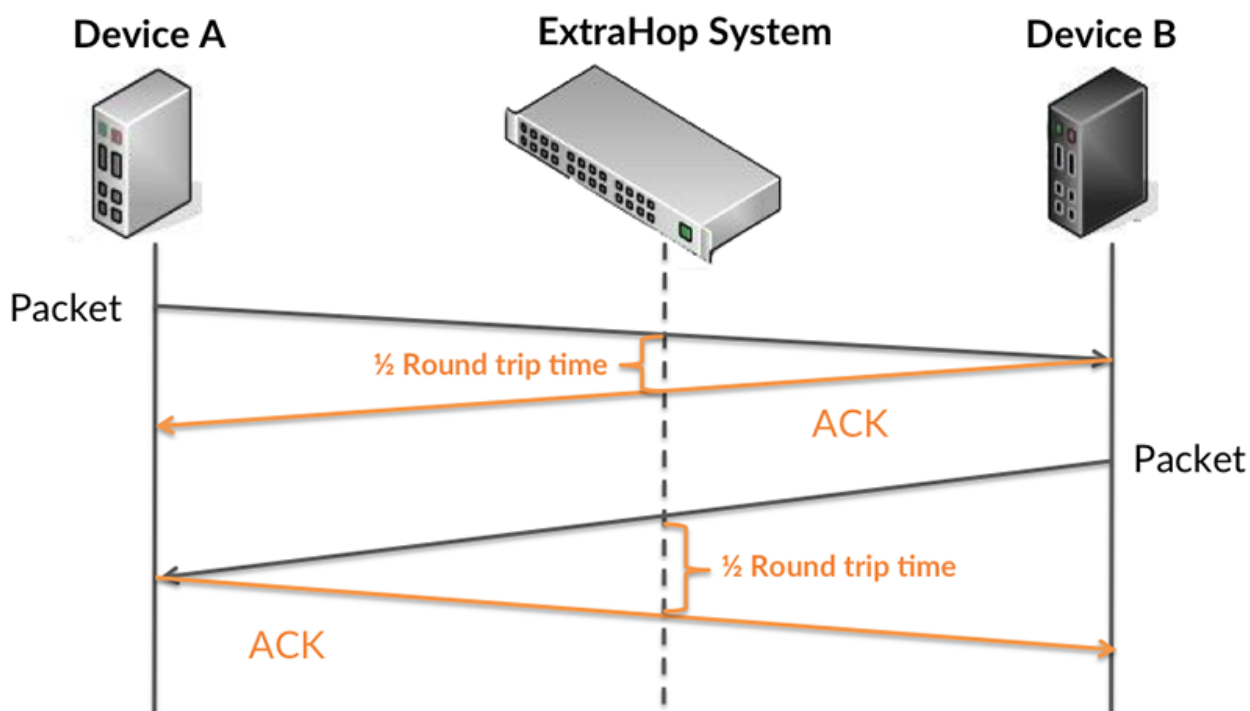 Device A
ExtraHop System
Device B
Packet
½ Round trip time
ACK
Packet
½ Round trip time
ACK